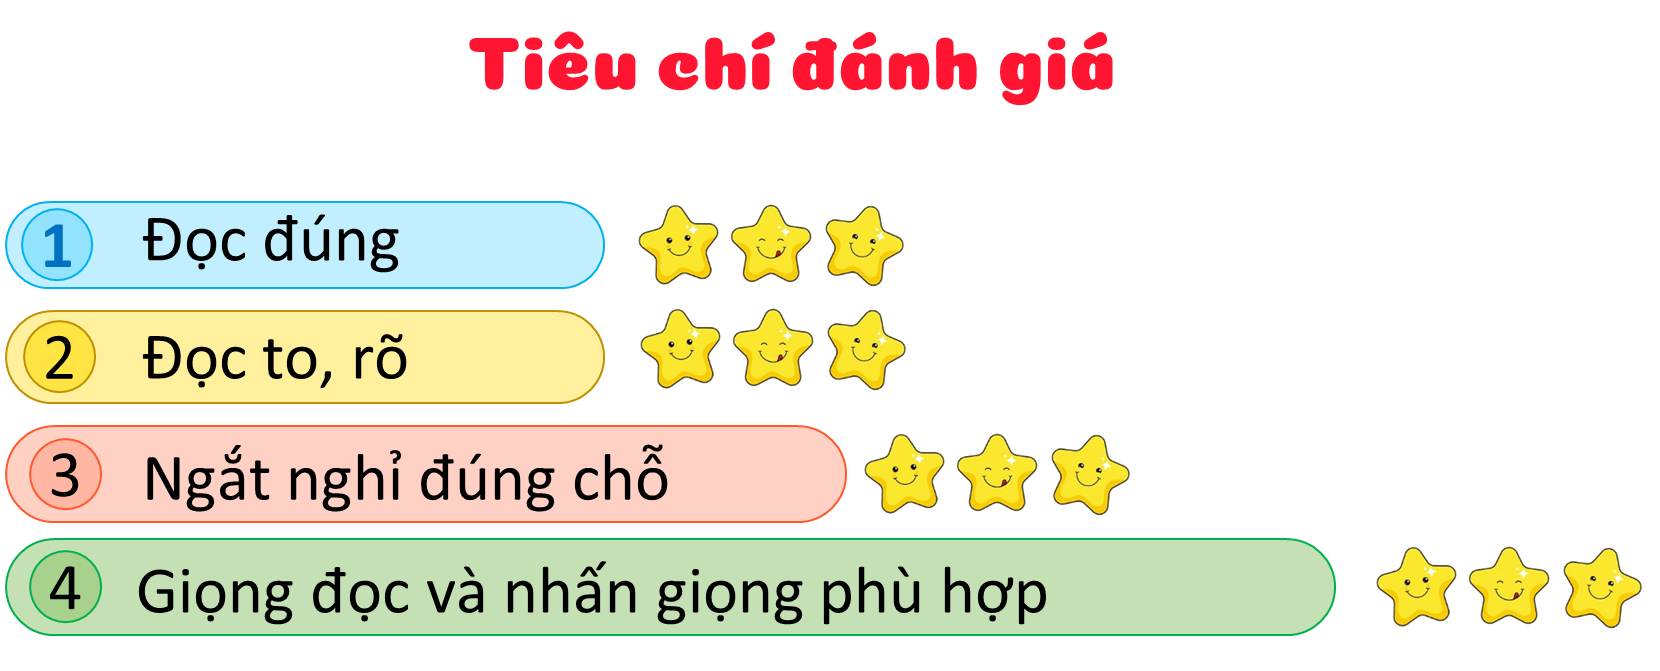 Tiêu chí đánh giá
1 Đọc đúng
2 Đọc to, rõ
3 Ngắt nghỉ đúng chỗ
4 Giọng đọc và nhấn giọng phù hợp